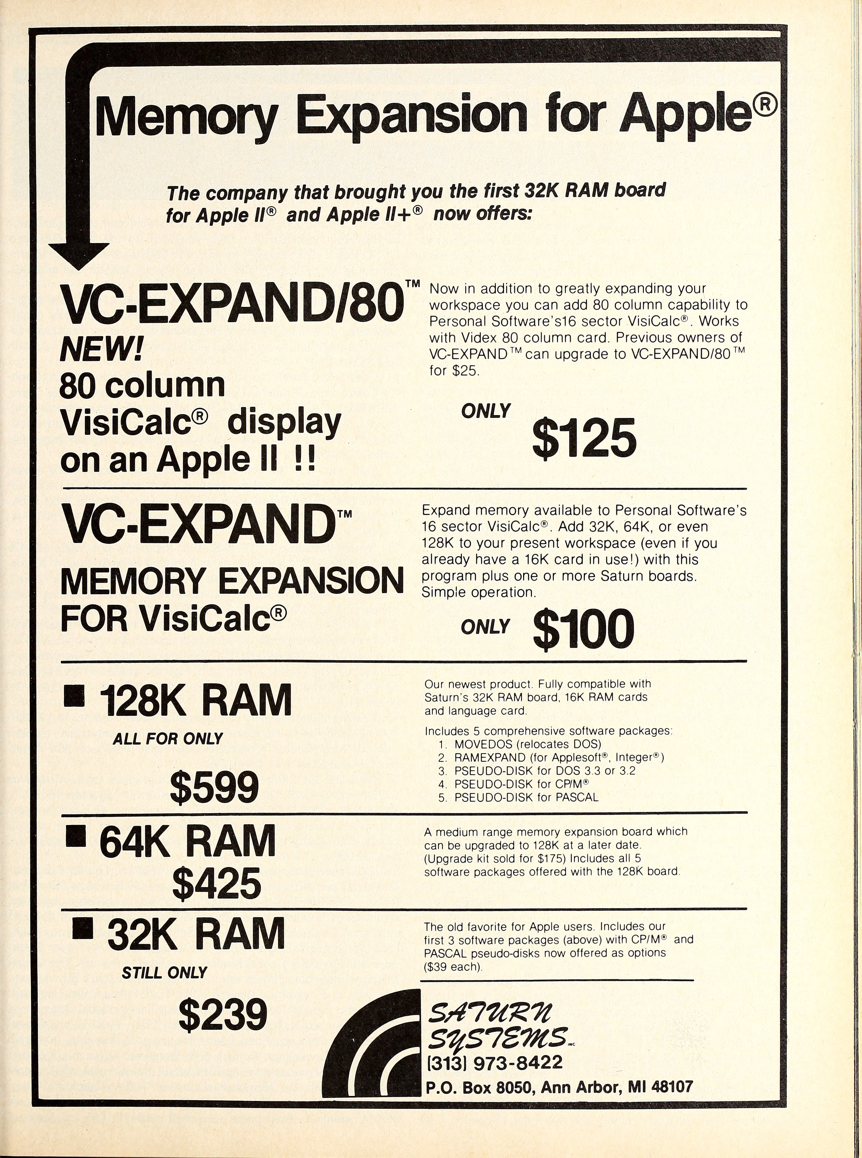 Memory Expansion for Apple®
The company that brought you the first 32K RAM board
for Apple II® and Apple II+® now offers:
VC-EXPAND/80™
NEW!
80 column
VisiCalc® display
on an Apple II !!
Now in addition to greatly expanding your
workspace you can add 80 column capability to
Personal Software's16 sector VisiCalc®. Works
with Videx 80 column card. Previous owners of
VC-EXPAND™ can upgrade to VC-EXPAND/80™
for $25.
ONLY $125
VC-EXPAND™
MEMORY EXPANSION
FOR VisiCalc®
Expand memory available to Personal Software's
16 sector VisiCalc®. Add 32K, 64K, or even
128K to your present workspace (even if you
already have a 16K card in use!) with this
program plus one or more Saturn boards.
Simple operation.
ONLY $100
■ 128K RAM
ALL FOR ONLY
$599
Our newest product. Fully compatible with
Saturn's 32K RAM board, 16K RAM cards
and language card.
Includes 5 comprehensive software packages:
1. MOVEDOS (relocates DOS)
2. RAMEXPAND (for Applesoft®, Integer®)
3. PSEUDO-DISK for DOS 3.3 or 3.2
4. PSEUDO-DISK for CP/M®
5. PSEUDO-DISK for PASCAL
■ 64K RAM
$425
A medium range memory expansion board which
can be upgraded to 128K at a later date.
(Upgrade kit sold for $175) Includes all 5
software packages offered with the 128K board.
■ 32K RAM
STILL ONLY
$239
The old favorite for Apple users. Includes our
first 3 software packages (above) with CP/M® and
PASCAL pseudo-disks now offered as options
($39 each).
SATURN
SYSTEMS INC
(313) 973-8422
P.O. Box 8050, Ann Arbor, MI 48107